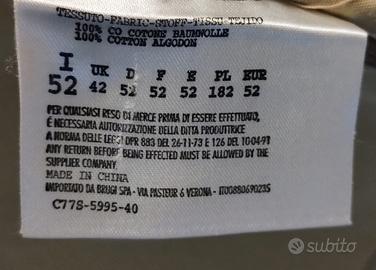 TESSUTO-FABRIC-STOFF-TISSU-TEJIDO
100% CO COTONE BAUMWOLLE
100% COTTON ALGODON
I UK D F E PL EUR
52 42 52 52 52 182 52
PER QUALSIASI RESO DI MERCE PRIMA DI ESSERE EFFETTUATO,
É NECESSARIA AUTORIZZAZIONE DELLA DITTA PRODUTTRICE
A NORMA DELLE LEGGI DPR 883 DEL 26-11-73 E 126 DEL 10-04-91
ANY RETURN BEFORE BEING EFFECTED MUST BE ALLOWED BY THE
SUPPLIER COMPANY.
MADE IN CHINA
IMPORTATO DA BRUGI SPA - VIA PASTEUR 6 VERONA - IT00880690235
C77S-5995-40
subito